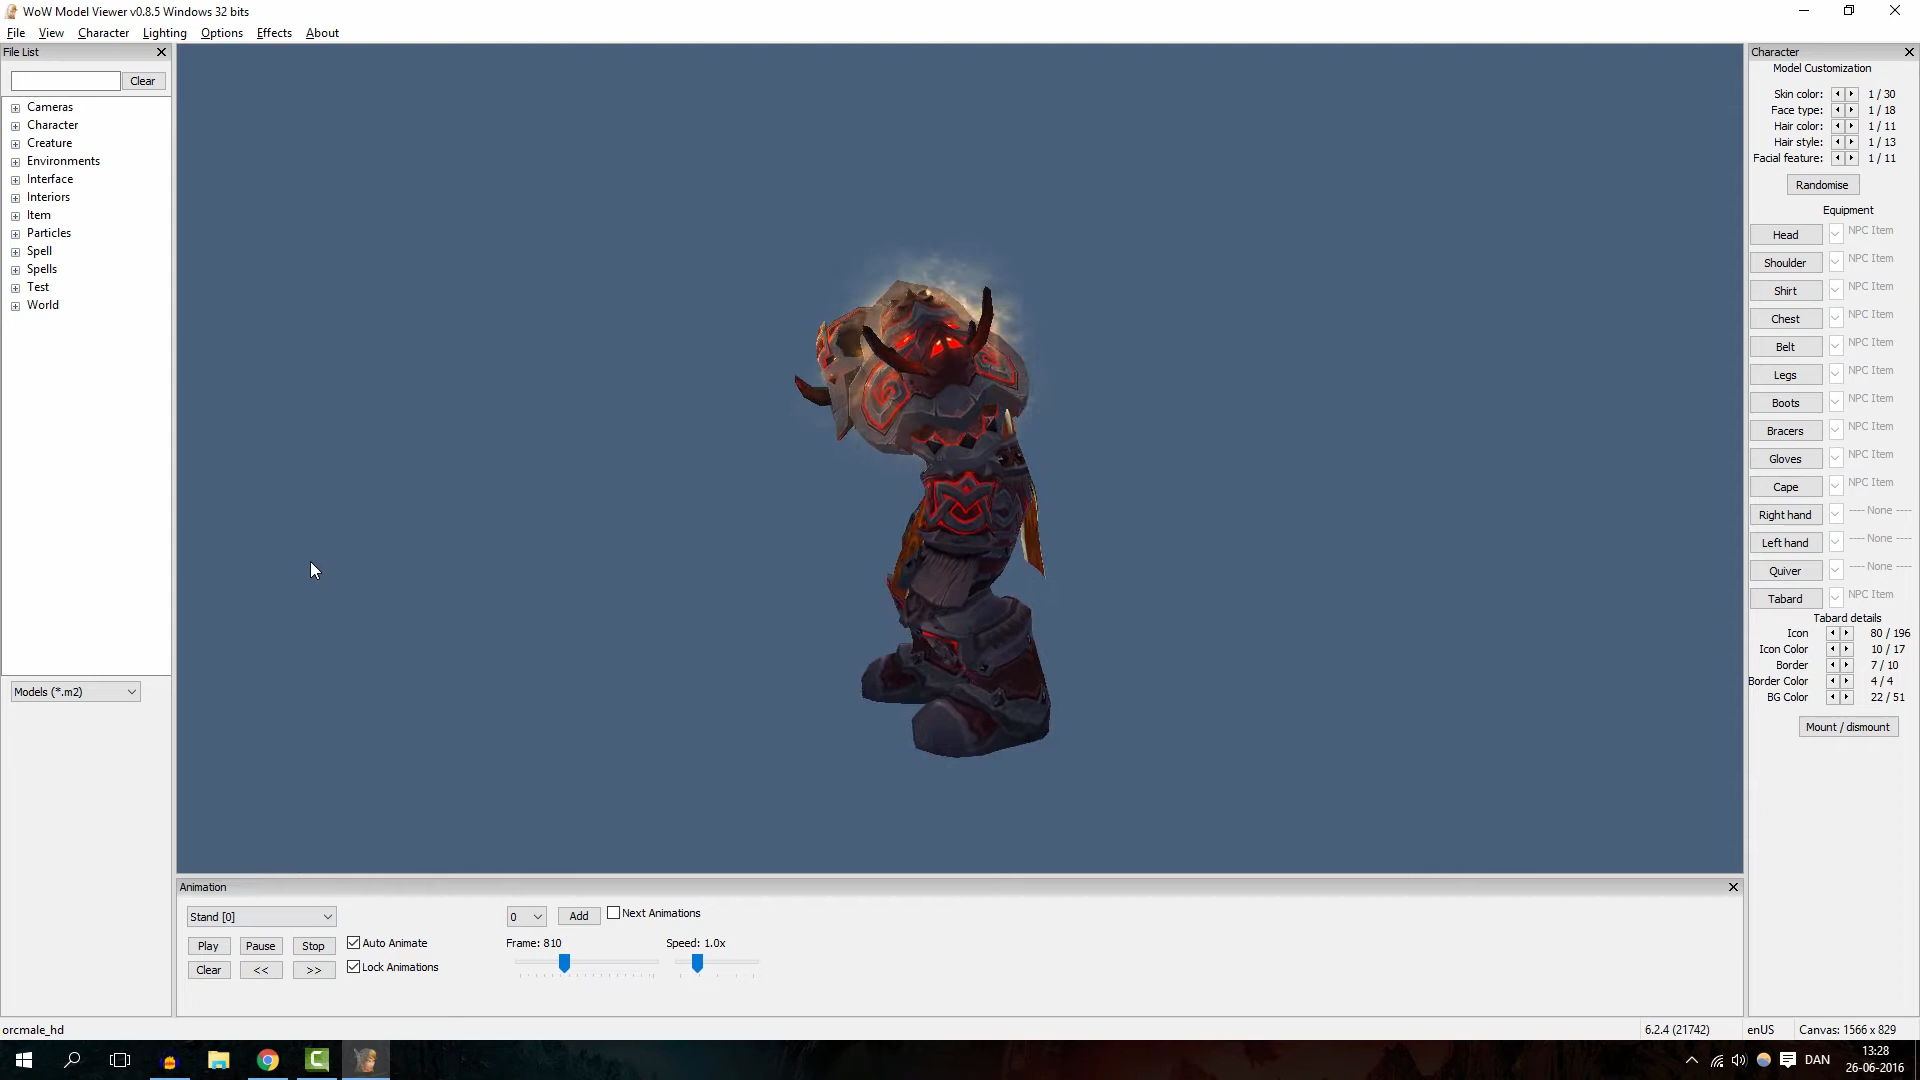 WoW Model Viewer v0.8.5 Windows 32 bits
File View Character Lighting Options Effects About
File List
Clear
Cameras
Character
Creature
Environments
Interface
Interiors
Item
Particles
Spell
Spells
Test
World
Models (*.m2)
Character
Model Customization
Skin color: 1 / 30
Face type: 1 / 18
Hair color: 1 / 11
Hair style: 1 / 13
Facial feature: 1 / 11
Randomise
Equipment
Head NPC Item
Shoulder NPC Item
Shirt NPC Item
Chest NPC Item
Belt NPC Item
Legs NPC Item
Boots NPC Item
Bracers NPC Item
Gloves NPC Item
Cape NPC Item
Right hand ---- None ----
Left hand ---- None ----
Quiver ---- None ----
Tabard NPC Item
Tabard details
Icon 80 / 196
Icon Color 10 / 17
Border 7 / 10
Border Color 4 / 4
BG Color 22 / 51
Mount / dismount
Animation
Stand [0] 0 Add Next Animations
Play Pause Stop Auto Animate Frame: 810 Speed: 1.0x
Clear << >> Lock Animations
orcmale_hd 6.2.4 (21742) enUS Canvas: 1566 x 829
DAN
13:28
26-06-2016